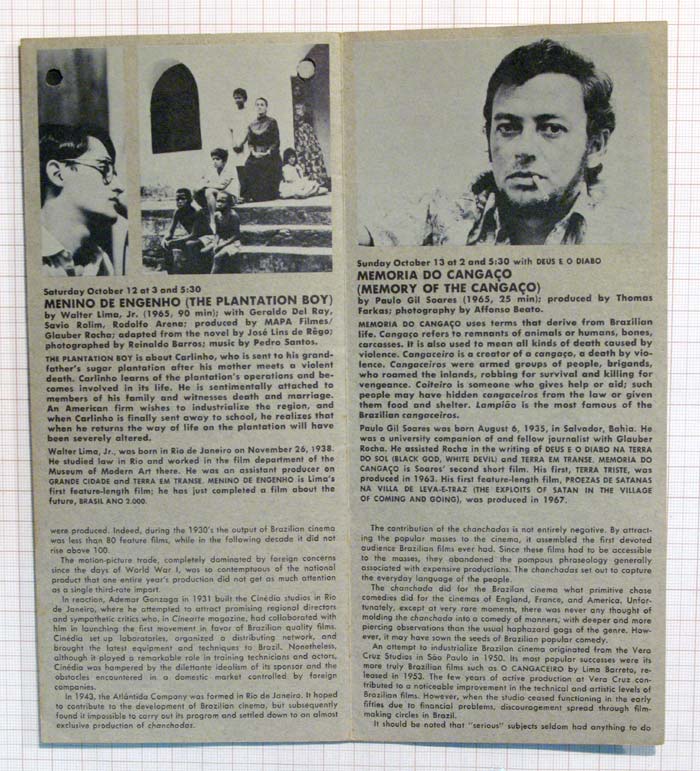 Saturday October 12 at 3 and 5:30
MENINO DE ENGENHO (THE PLANTATION BOY)
by Walter Lima, Jr. (1965, 90 min); with Geraldo Del Ray,
Savio Rolim, Rodolfo Arena; produced by MAPA Filmes/
Glauber Rocha; adapted from the novel by José Lins de Rêgo;
photographed by Reinaldo Barros; music by Pedro Santos.
THE PLANTATION BOY is about Carlinho, who is sent to his grand-
father's sugar plantation after his mother meets a violent
death. Carlinho learns of the plantation's operations and be-
comes involved in its life. He is sentimentally attached to
members of his family and witnesses death and marriage.
An American firm wishes to industrialize the region, and
when Carlinho is finally sent away to school, he realizes that
when he returns the way of life on the plantation will have
been severely altered.
Walter Lima, Jr., was born in Rio de Janeiro on November 26, 1938.
He studied law in Rio and worked in the film department of the
Museum of Modern Art there. He was an assistant producer on
GRANDE CIDADE and TERRA EM TRANSE. MENINO DE ENGENHO is Lima's
first feature-length film; he has just completed a film about the
future, BRASIL ANO 2,000.
were produced. Indeed, during the 1930's the output of Brazilian cinema
was less than 80 feature films, while in the following decade it did not
rise above 100.
The motion-picture trade, completely dominated by foreign concerns
since the days of World War I, was so contemptuous of the national
product that one entire year's production did not get as much attention
as a single third-rate import.
In reaction, Ademar Gonzaga in 1931 built the Cinédia studios in Rio
de Janeiro, where he attempted to attract promising regional directors
and sympathetic critics who, in Cinearte magazine, had collaborated with
him in launching the first movement in favor of Brazilian quality films.
Cinédia set up laboratories, organized a distributing network, and
brought the latest equipment and techniques to Brazil. Nonetheless,
although it played a remarkable role in training technicians and actors,
Cinédia was hampered by the dilettante idealism of its sponsor and the
obstacles encountered in a domestic market controlled by foreign
companies.
In 1943, the Atlántida Company was formed in Rio de Janeiro. It hoped
to contribute to the development of Brazilian cinema, but subsequently
found it impossible to carry out its program and settled down to an almost
exclusive production of chanchadas.
Sunday October 13 at 2 and 5:30 with DEUS E O DIABO
MEMORIA DO CANGAÇO
(MEMORY OF THE CANGAÇO)
by Paulo Gil Soares (1965, 25 min); produced by Thomas
Farkas; photography by Affonso Beato.
MEMORIA DO CANGAÇO uses terms that derive from Brazilian
life. Cangaço refers to remnants of animals or humans, bones,
carcasses. It is also used to mean all kinds of death caused by
violence. Cangaceiro is a creator of a cangaço, a death by vio-
lence. Cangaceiros were armed groups of people, brigands,
who roamed the inlands, robbing for survival and killing for
vengeance. Coiteiro is someone who gives help or aid; such
people may have hidden cangaceiros from the law or given
them food and shelter. Lampião is the most famous of the
Brazilian cangaceiros.
Paulo Gil Soares was born August 6, 1935, in Salvador, Bahia. He
was a university companion of and fellow journalist with Glauber
Rocha. He assisted Rocha in the writing of DEUS E O DIABO NA TERRA
DO SOL (BLACK GOD, WHITE DEVIL) and TERRA EM TRANSE. MEMORIA DO
CANGAÇO is Soares' second short film. His first, TERRA TRISTE, was
produced in 1963. His first feature-length film, PROEZAS DE SATANAS
NA VILLA DE LEVA-E-TRAZ (THE EXPLOITS OF SATAN IN THE VILLAGE
OF COMING AND GOING), was produced in 1967.
The contribution of the chanchadas is not entirely negative. By attract-
ing the popular masses to the cinema, it assembled the first devoted
audience Brazilian films ever had. Since these films had to be accessible
to the masses, they abandoned the pompous phraseology generally
associated with expensive productions. The chanchadas set out to capture
the everyday language of the people.
The chanchada did for the Brazilian cinema what primitive chase
comedies did for the cinemas of England, France, and America. Unfor-
tunately, except at very rare moments, there was never any thought of
molding the chanchada into a comedy of manners, with deeper and more
piercing observations than the usual haphazard gags of the genre. How-
ever, it may have sown the seeds of Brazilian popular comedy.
An attempt to industrialize Brazilian cinema originated from the Vera
Cruz Studios in São Paulo in 1950. Its most popular successes were its
more truly Brazilian films such as O CANGACEIRO by Lima Barreto, re-
leased in 1953. The few years of active production at Vera Cruz con-
tributed to a noticeable improvement in the technical and artistic levels of
Brazilian films. However, when the studio ceased functioning in the early
fifties due to financial problems, discouragement spread through film-
making circles in Brazil.
It should be noted that "serious" subjects seldom had anything to do